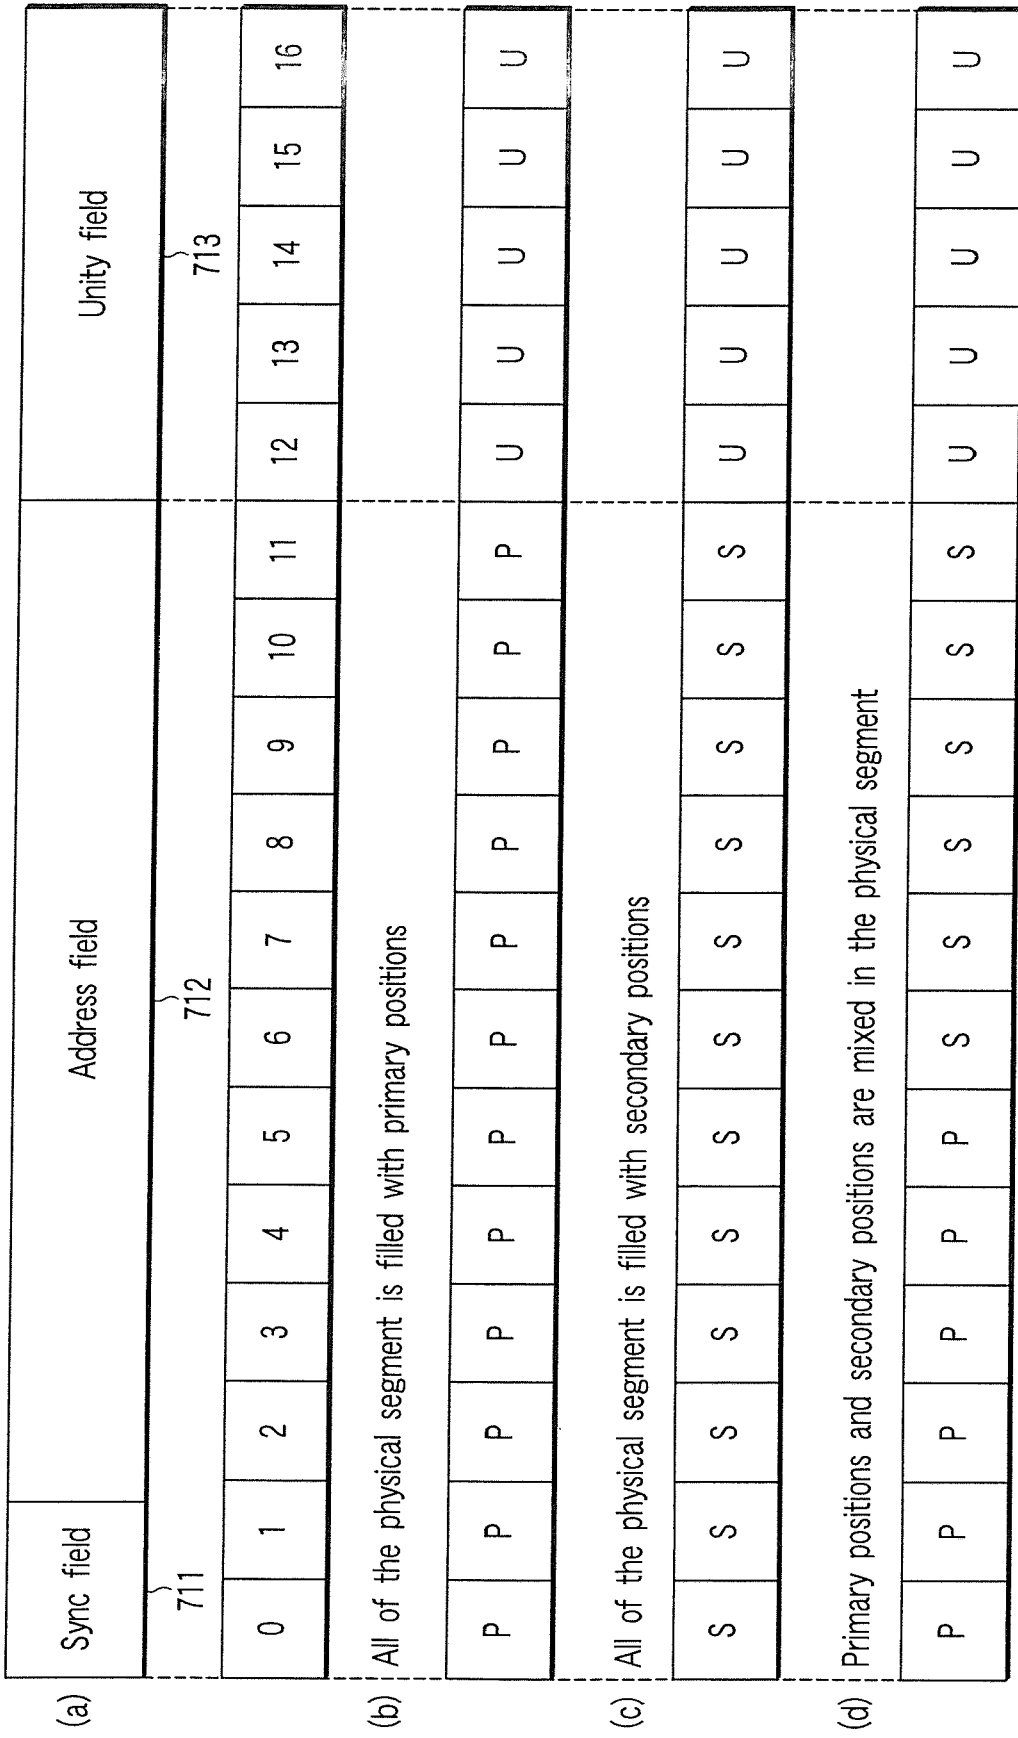 (a)
Sync field Address field Unity field
711 712 713
0 1 2 3 4 5 6 7 8 9 10 11 12 13 14 15 16
(b) All of the physical segment is filled with primary positions
P P P P P P P P P P P P U U U U U
(c) All of the physical segment is filled with secondary positions
S S S S S S S S S S S S U U U U U
(d) Primary positions and secondary positions are mixed in the physical segment
P P P P P P S S S S S S U U U U U